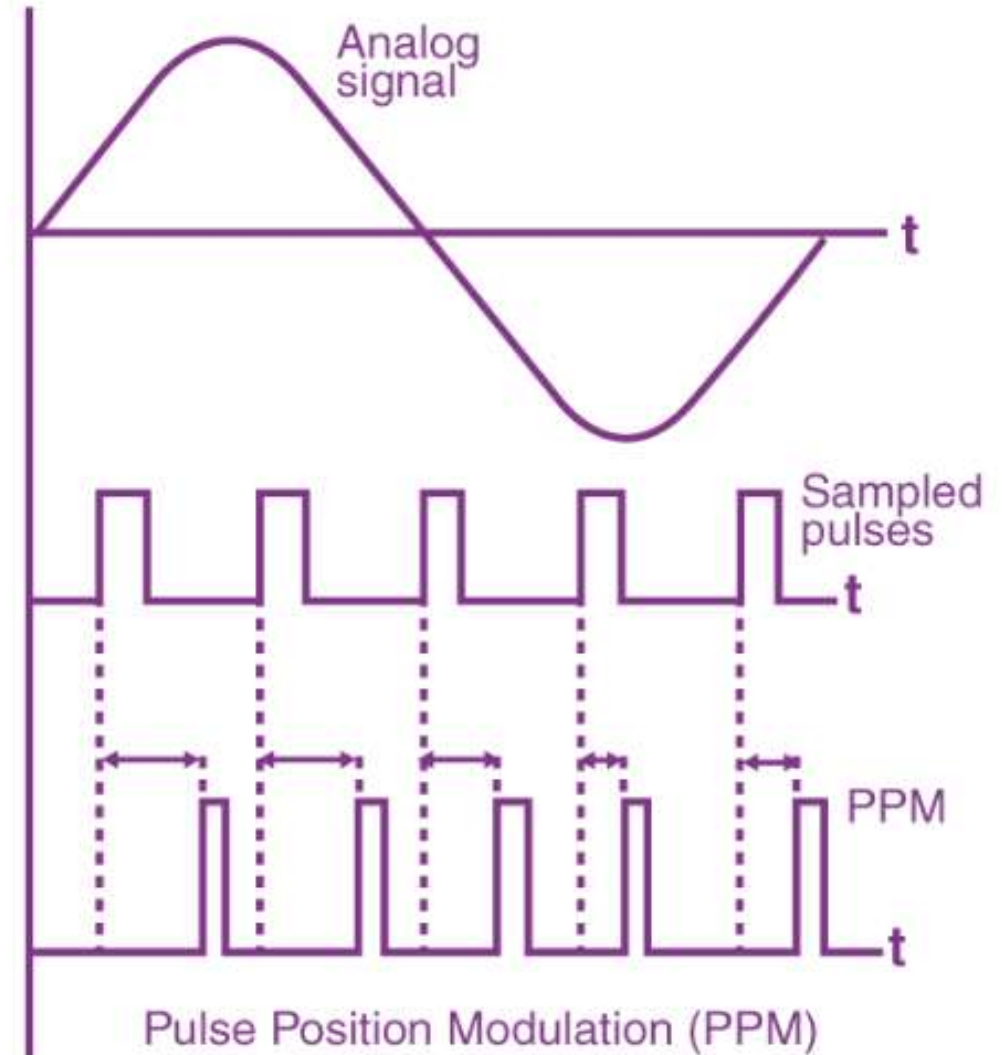 Analog
signal
t
Sampled
pulses
t
PPM
t
Pulse Position Modulation (PPM)